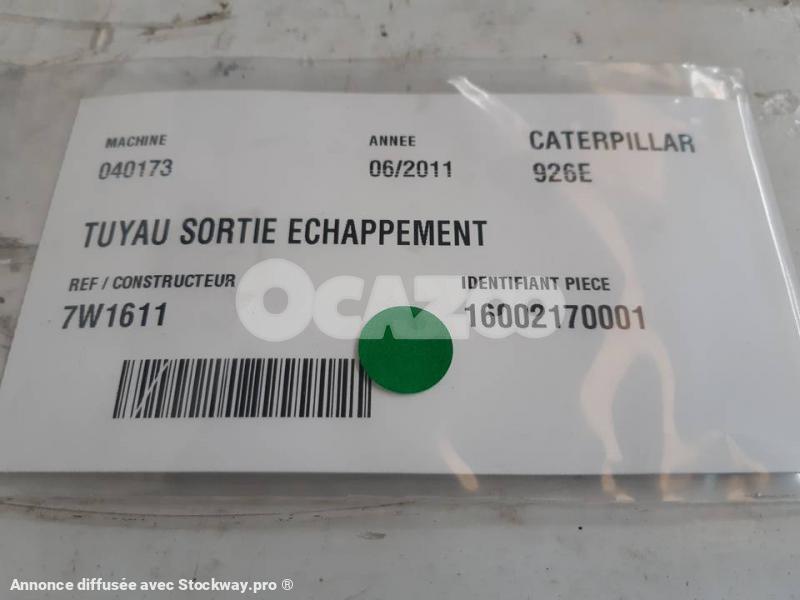 MACHINE
ANNEE
CATERPILLAR
040173
06/2011
926E
TUYAU SORTIE ECHAPPEMENT
REF / CONSTRUCTEUR
IDENTIFIANT PIECE
OCAZOO
7W1611
16002170001
Annonce diffusée avec Stockway.pro ®